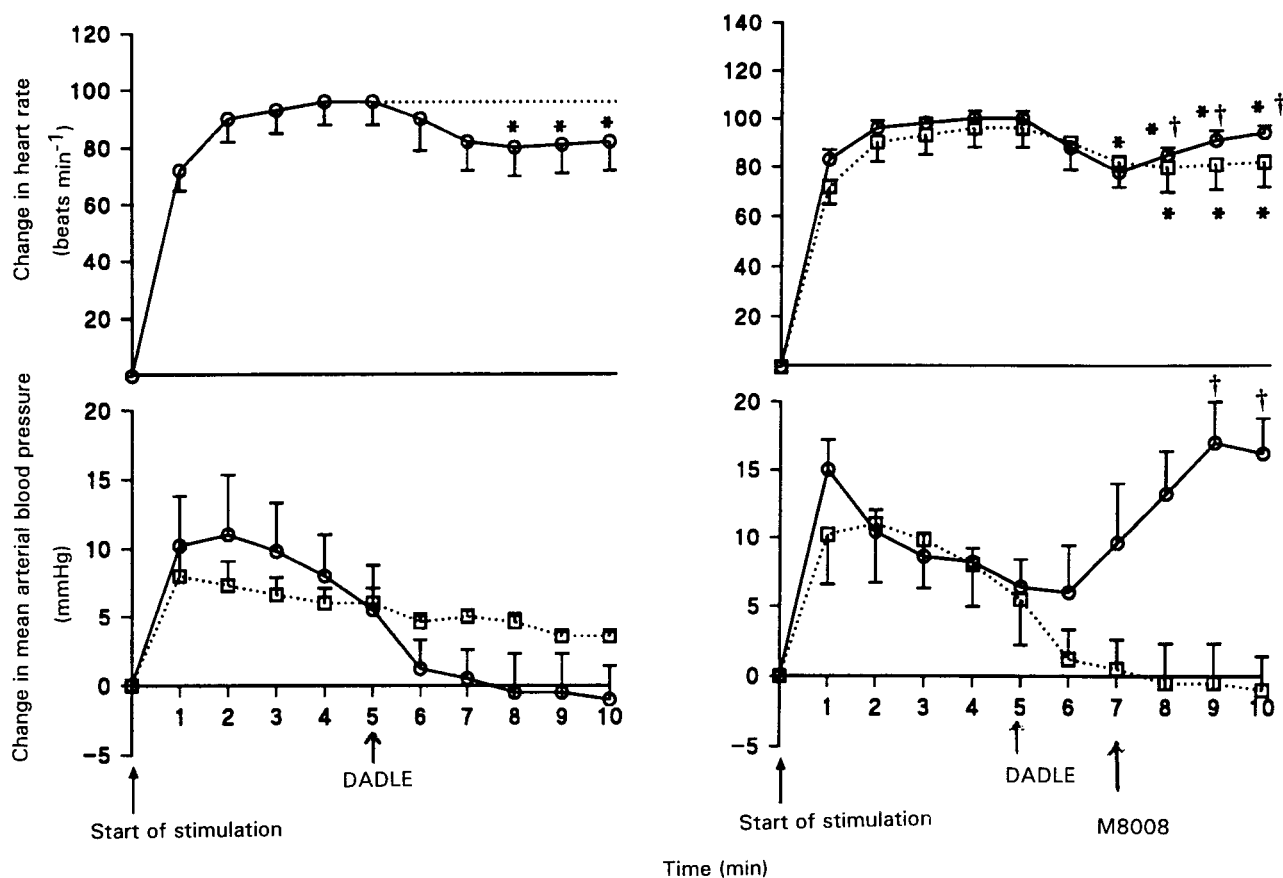 Change in heart rate
(beats min⁻¹)
120
100
80
60
40
20
* * *
Change in mean arterial blood pressure
(mmHg)
20
15
10
5
0
−5
1 2 3 4 5 6 7 8 9 10
DADLE
Start of stimulation
140
120
100
80
60
40
20
* * † * † * †
* * *
20
15
10
5
0
−5
† †
1 2 3 4 5 6 7 8 9 10
DADLE
Start of stimulation
M8008
Time (min)